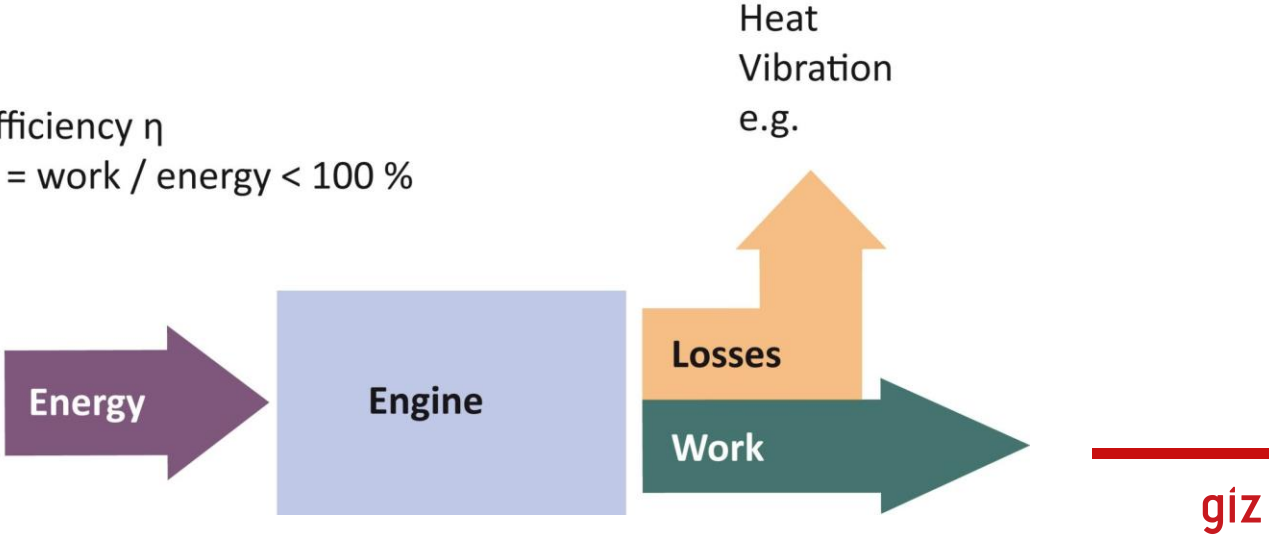 Heat
Vibration
e.g.
fficiency η
= work / energy < 100 %
Losses
Energy
Engine
Work
giz